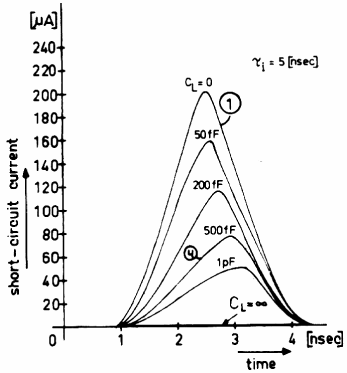 [µA]
240
220
200
180
160
140
120
100
80
60
40
20
0
short-circuit current
τi = 5 [nsec]
CL=0
1
50fF
200fF
500fF
4
1pF
CL=∞
1
2
3
4
[nsec]
time